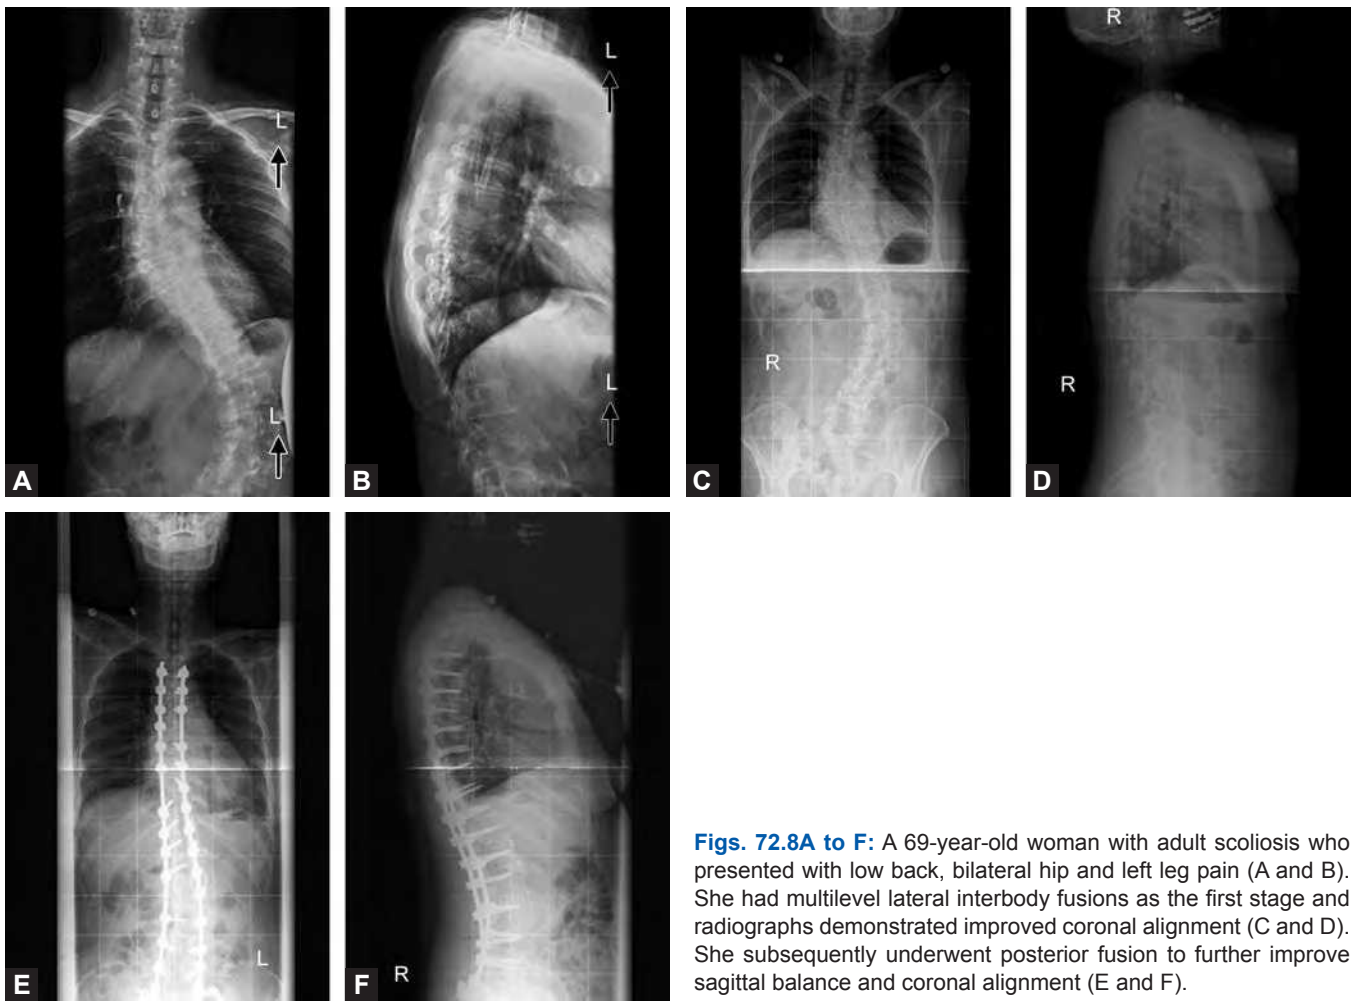 R
L
L
L
L
R
R
A
B
C
D
L
R
E
F
Figs. 72.8A to F: A 69-year-old woman with adult scoliosis who
presented with low back, bilateral hip and left leg pain (A and B).
She had multilevel lateral interbody fusions as the first stage and
radiographs demonstrated improved coronal alignment (C and D).
She subsequently underwent posterior fusion to further improve
sagittal balance and coronal alignment (E and F).